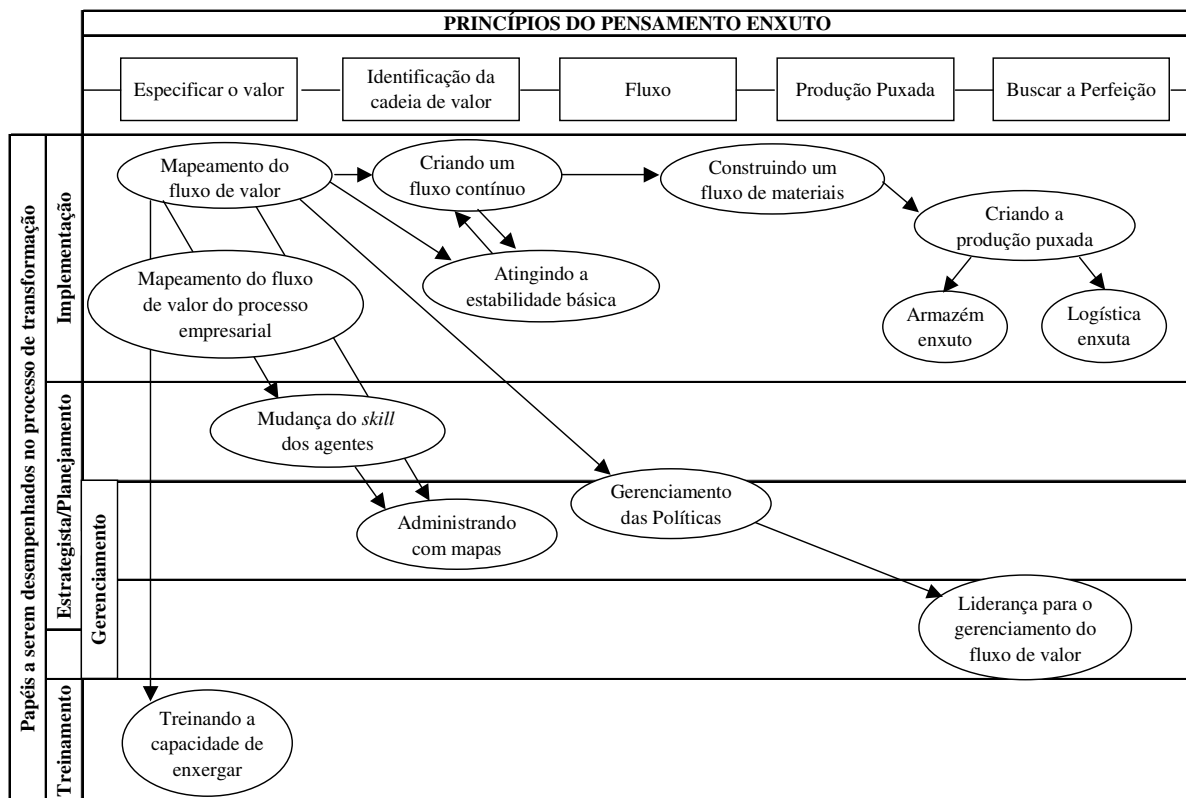 PRINCÍPIOS DO PENSAMENTO ENXUTO
Especificar o valor
Identificação da
cadeia de valor
Fluxo
Produção Puxada
Buscar a Perfeição
Papéis a serem desempenhados no processo de transformação
Implementação
Mapeamento do
fluxo de valor
Criando um
fluxo contínuo
Construindo um
fluxo de materiais
Criando a
produção puxada
Mapeamento do fluxo
de valor do processo
empresarial
Atingindo a
estabilidade básica
Armazém
enxuto
Logística
enxuta
Estrategista/Planejamento
Mudança do skill
dos agentes
Gerenciamento
Administrando
com mapas
Gerenciamento
das Políticas
Liderança para o
gerenciamento do
fluxo de valor
Treinamento
Treinando a
capacidade de
enxergar